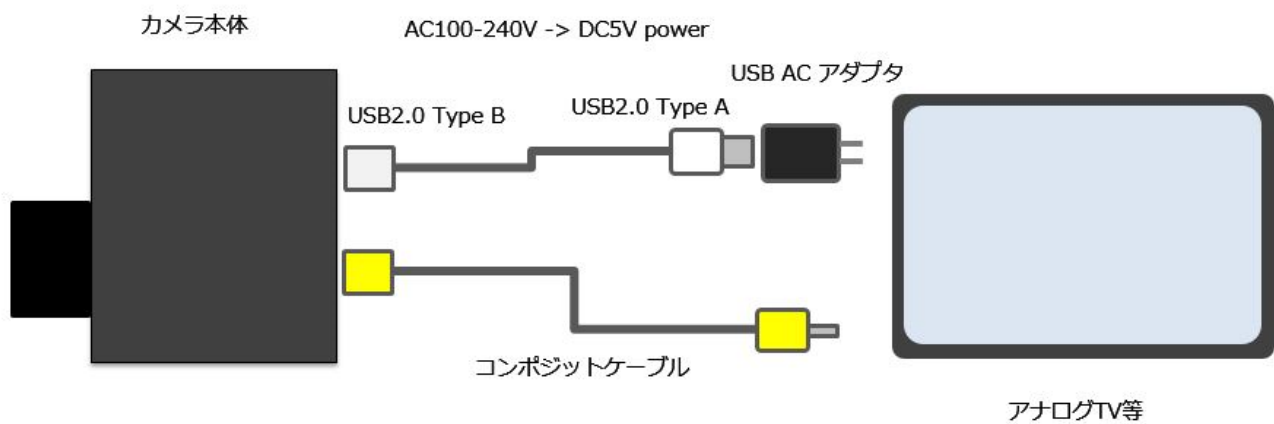 カメラ本体
AC100-240V -> DC5V power
USB AC アダプタ
USB2.0 Type B
USB2.0 Type A
コンポジットケーブル
アナログTV等